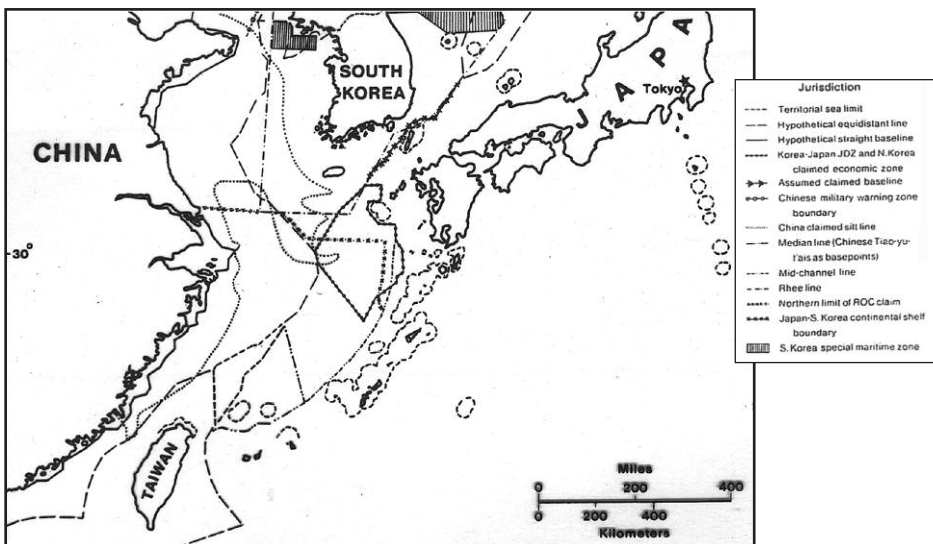 SOUTH
KOREA
JAPA
Tokyo
CHINA
30°
TAIWAN
Miles
0 200 400
0 200 400
Kilometers
Jurisdiction
Territorial sea limit
Hypothetical equidistant line
Hypothetical straight baseline
Korea-Japan JDZ and N.Korea
claimed economic zone
Assumed claimed baseline
Chinese military warning zone
boundary
China claimed silt line
Median line (Chinese Tiao-yu-
t'ais as basepoints)
Mid-channel line
Rhee line
Northern limit of ROC claim
Japan-S. Korea continental shelf
boundary
S. Korea special maritime zone